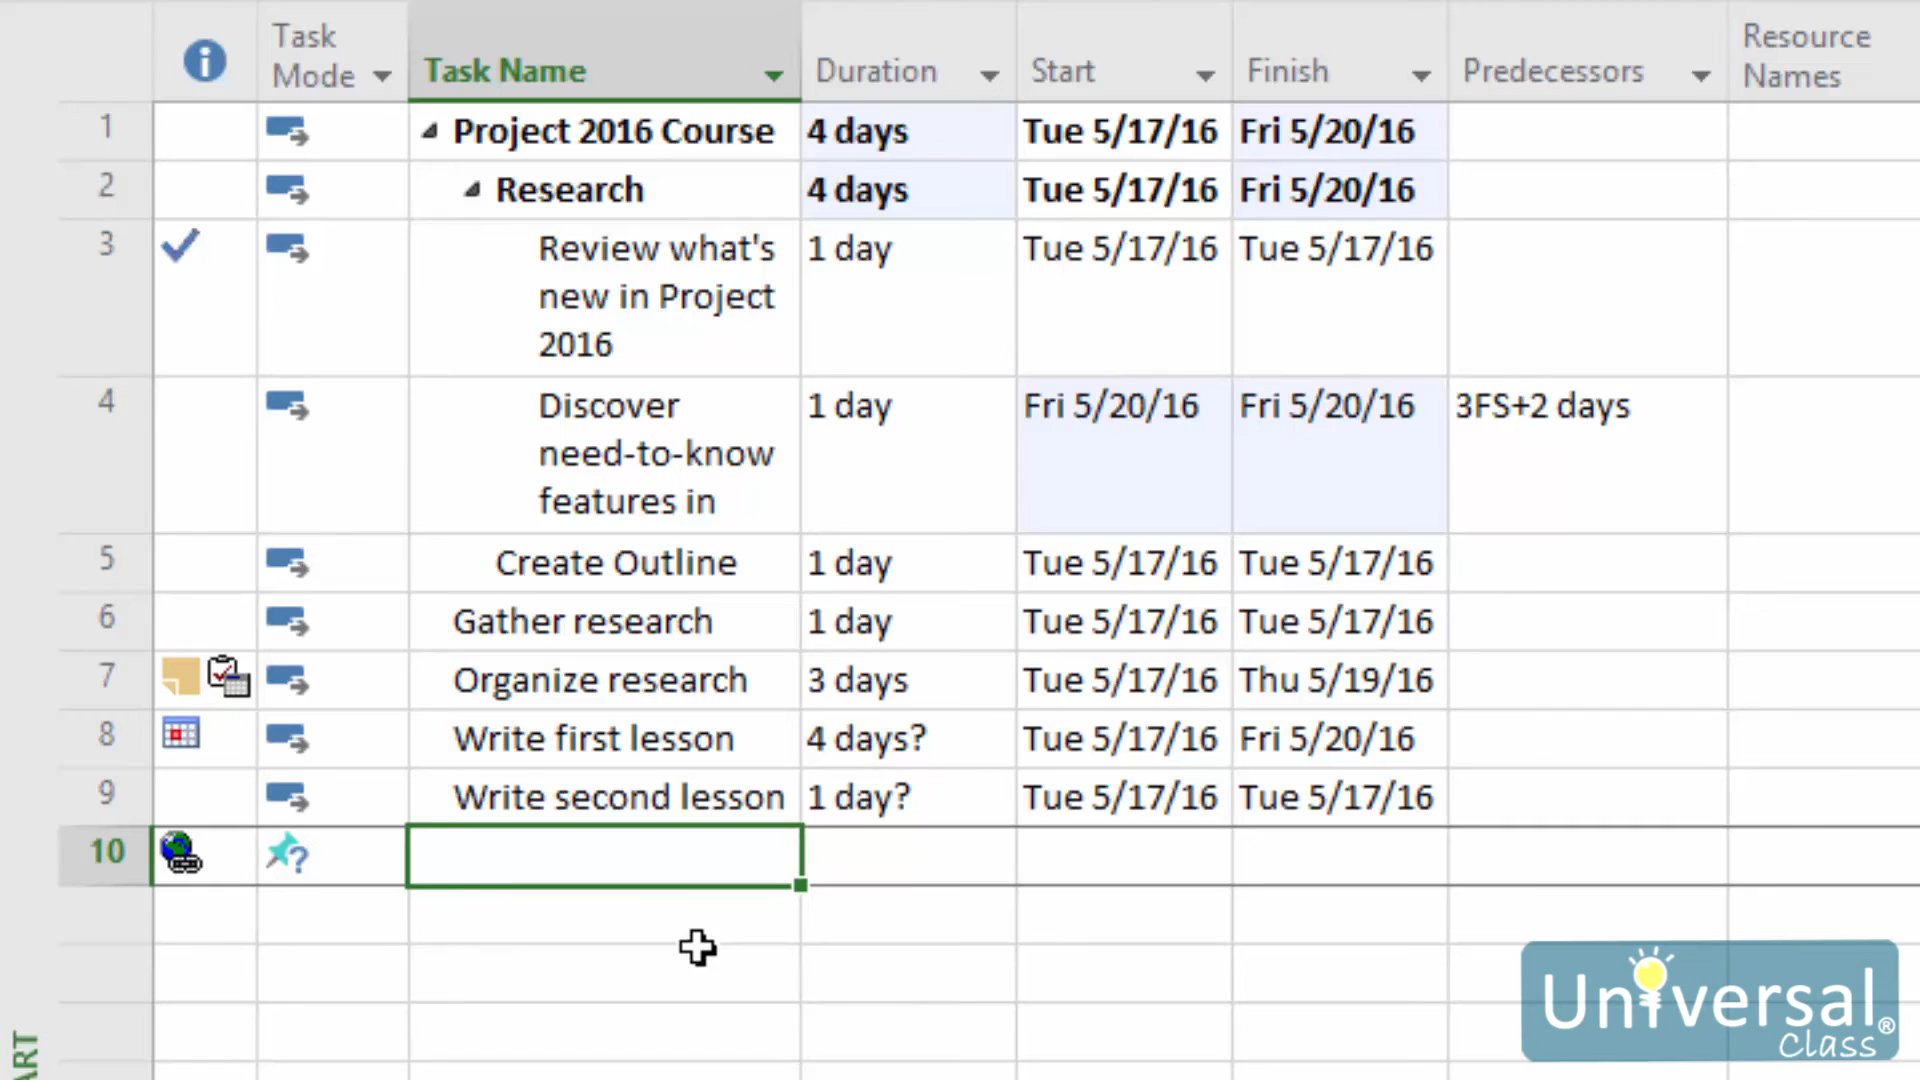 Task Mode Task Name Duration Start Finish Predecessors Resource Names
1 Project 2016 Course 4 days Tue 5/17/16 Fri 5/20/16
2 Research 4 days Tue 5/17/16 Fri 5/20/16
3 Review what's 1 day Tue 5/17/16 Tue 5/17/16
new in Project
2016
4 Discover 1 day Fri 5/20/16 Fri 5/20/16 3FS+2 days
need-to-know
features in
5 Create Outline 1 day Tue 5/17/16 Tue 5/17/16
6 Gather research 1 day Tue 5/17/16 Tue 5/17/16
7 Organize research 3 days Tue 5/17/16 Thu 5/19/16
8 Write first lesson 4 days? Tue 5/17/16 Fri 5/20/16
9 Write second lesson 1 day? Tue 5/17/16 Tue 5/17/16
10
ART
Universal®
Class